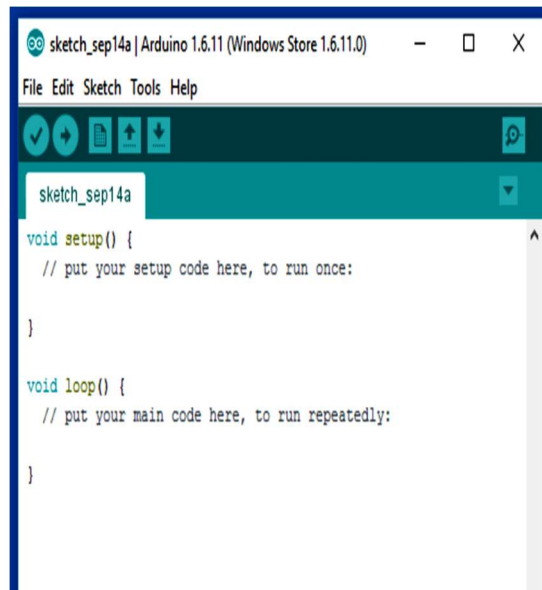 sketch_sep14a | Arduino 1.6.11 (Windows Store 1.6.11.0)
File Edit Sketch Tools Help
sketch_sep14a
void setup() {
  // put your setup code here, to run once:
}
void loop() {
  // put your main code here, to run repeatedly:
}